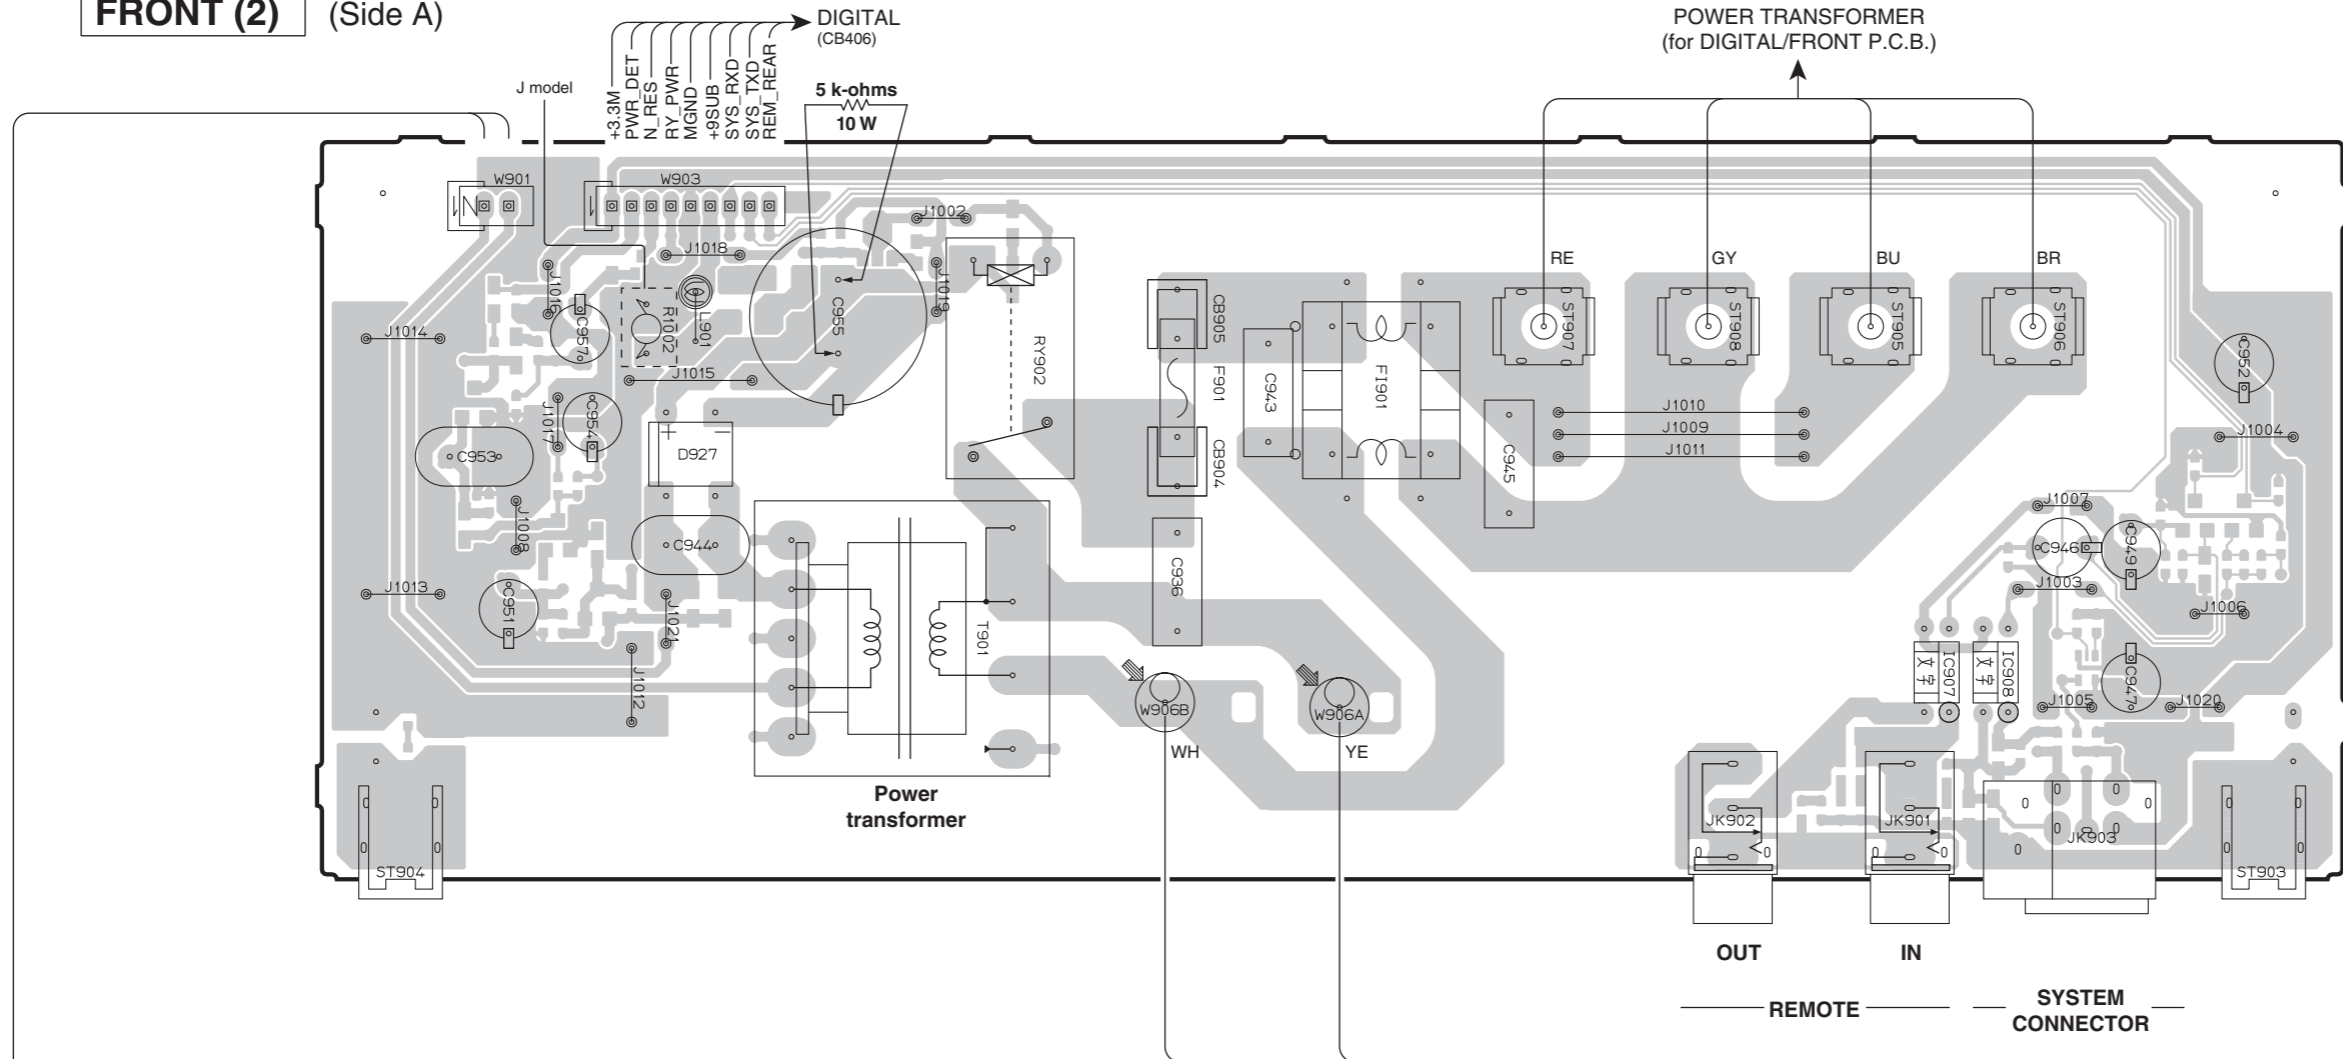 FRONT (2)
(Side A)
DIGITAL
(CB406)
POWER TRANSFORMER
(for DIGITAL/FRONT P.C.B.)
J model
+3.3M
PWR_DET
N_RES
RY_PWR
MGND
+9SUB
SYS_RXD
SYS_TXD
REM_REAR
5 k-ohms
10 W
W901
W903
J1002
J1018
J1016
J1019
RE
GY
BU
BR
C957
R1002
L901
C955
RY902
CB905
F901
C943
FI901
ST907
ST908
ST905
ST906
C952
J1014
J1015
J1017
C954
J1010
J1009
J1011
J1004
C953
D927
+
−
CB904
C945
J1008
C944
J1007
C946
C949
J1013
C951
J1021
C936
J1003
J1006
T901
J1012
IC907
IC908
C947
J1005
J1020
W906B
W906A
WH
YE
Power
transformer
JK902
JK901
JK903
ST904
ST903
OUT
IN
REMOTE
SYSTEM
CONNECTOR